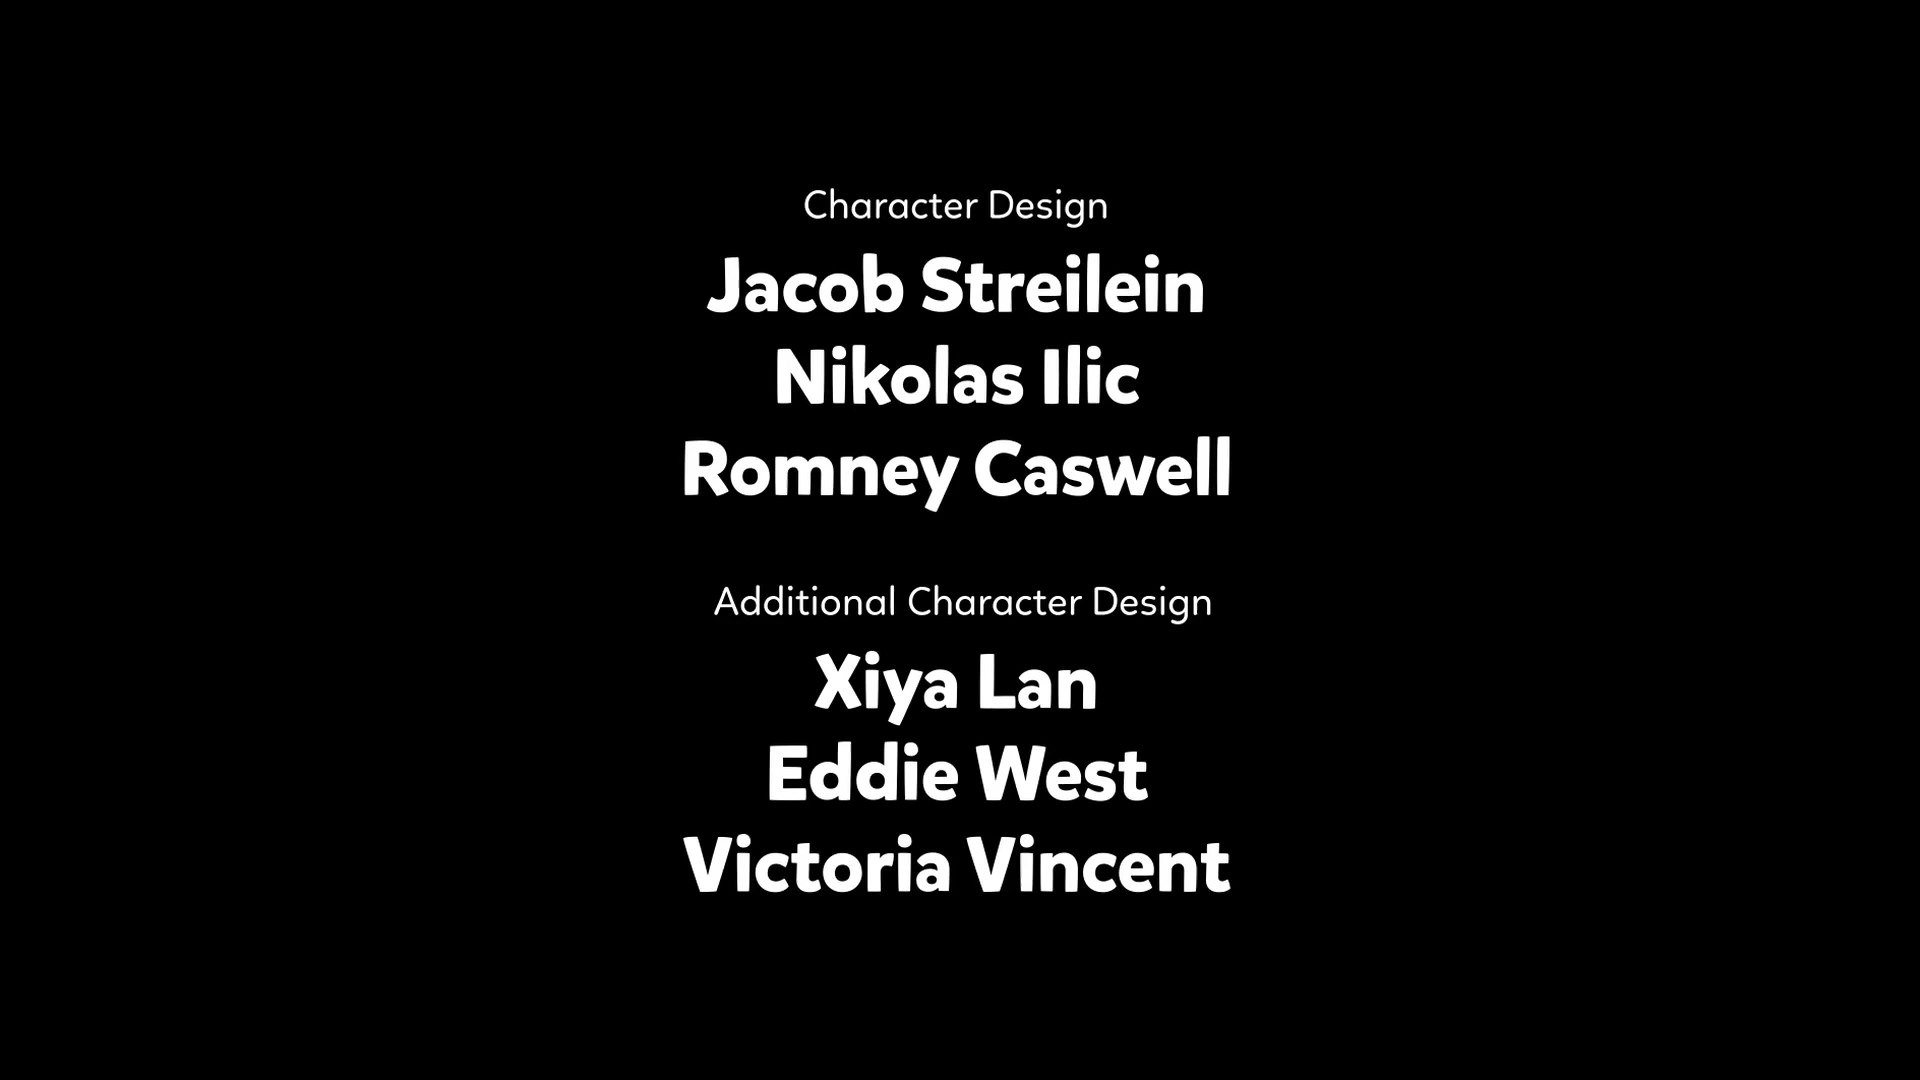 Character Design
Jacob Streilein
Nikolas Ilic
Romney Caswell
Additional Character Design
Xiya Lan
Eddie West
Victoria Vincent